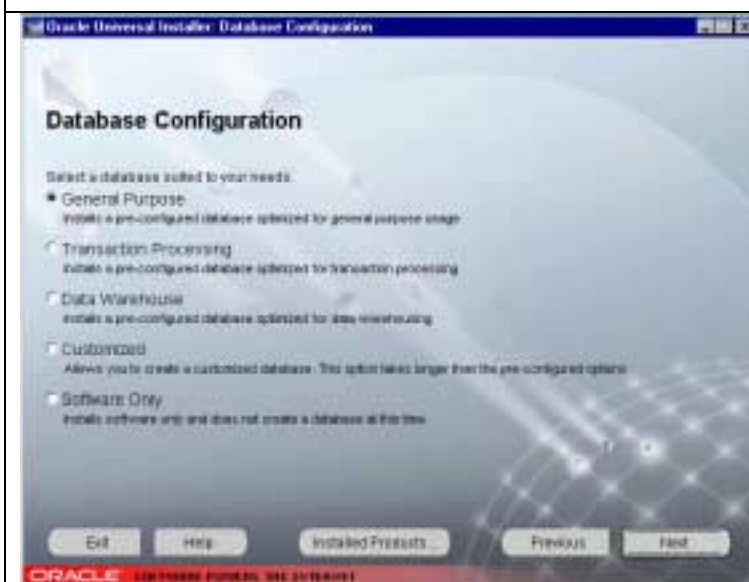 Oracle Universal Installer: Database Configuration
Database Configuration
Select a database suited to your needs.
General Purpose
Installs a pre-configured database optimized for general purpose usage
Transaction Processing
Installs a pre-configured database optimized for transaction processing
Data Warehouse
Installs a pre-configured database optimized for data warehousing
Customized
Allows you to create a customized database. This option takes longer than the pre-configured options
Software Only
Installs software only and does not create a database at this time
Exit
Help
Installed Products...
Previous
Next
ORACLE SOFTWARE POWERS THE INTERNET